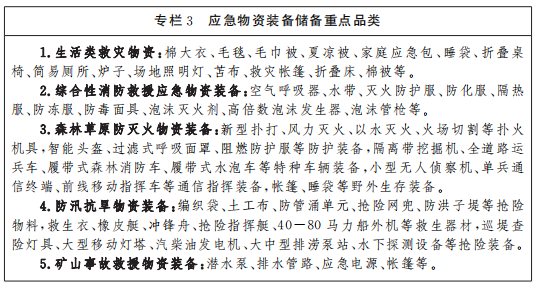 专栏 3 应急物资装备储备重点品类
1.生活类救灾物资:棉大衣、毛毯、毛巾被、夏凉被、家庭应急包、睡袋、折叠桌
椅、简易厕所、炉子、场地照明灯、苫布、救灾帐篷、折叠床、棉被等。
2.综合性消防救援应急物资装备:空气呼吸器、水带、灭火防护服、防化服、隔热
服、防冻服、防毒面具、泡沫灭火剂、高倍数泡沫发生器、泡沫管枪等。
3.森林草原防灭火物资装备:新型扑打、风力灭火、以水灭火、火场切割等扑火
机具,智能头盔、过滤式呼吸面罩、阻燃防护服等防护装备,隔离带挖掘机、全道路运
兵车、履带式森林消防车、履带式水泡车等特种车辆装备,小型无人侦察机、单兵通
信终端、前线移动指挥车等通信指挥装备,帐篷、睡袋等野外生存装备。
4.防汛抗旱物资装备:编织袋、土工布、防管涌单元、抢险网兜、防洪子堤等抢险
物料,救生衣、橡皮艇、冲锋舟、抢险指挥艇、40—80 马力船外机等救生器材,巡堤查
险灯具、大型移动灯塔、汽柴油发电机、大中型排涝泵站、水下探测设备等抢险装备。
5.矿山事故救援物资装备:潜水泵、排水管路、应急电源、帐篷等。